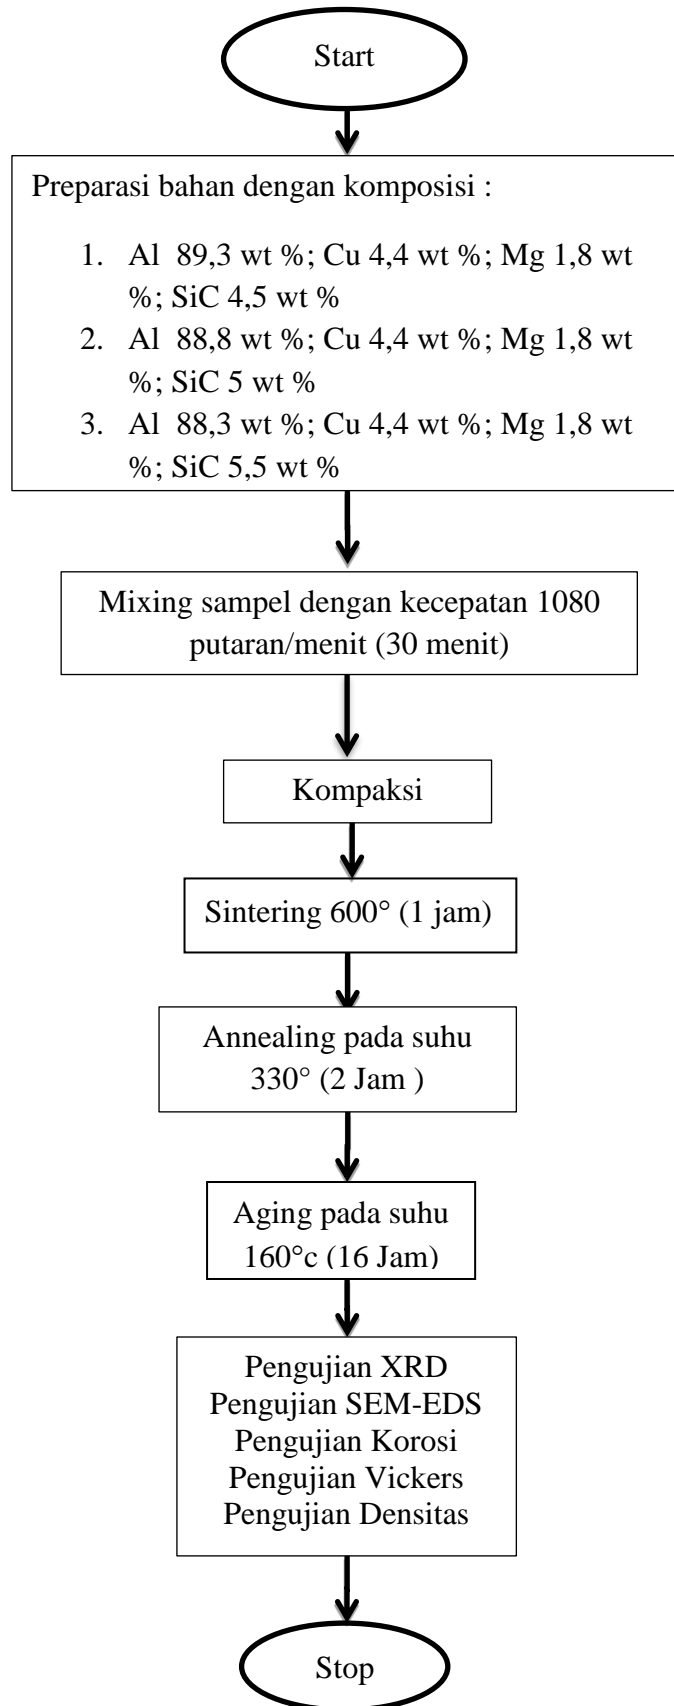 Start
Preparasi bahan dengan komposisi :
1. Al 89,3 wt %; Cu 4,4 wt %; Mg 1,8 wt
%; SiC 4,5 wt %
2. Al 88,8 wt %; Cu 4,4 wt %; Mg 1,8 wt
%; SiC 5 wt %
3. Al 88,3 wt %; Cu 4,4 wt %; Mg 1,8 wt
%; SiC 5,5 wt %
Mixing sampel dengan kecepatan 1080
putaran/menit (30 menit)
Kompaksi
Sintering 600° (1 jam)
Annealing pada suhu
330° (2 Jam )
Aging pada suhu
160°c (16 Jam)
Pengujian XRD
Pengujian SEM-EDS
Pengujian Korosi
Pengujian Vickers
Pengujian Densitas
Stop